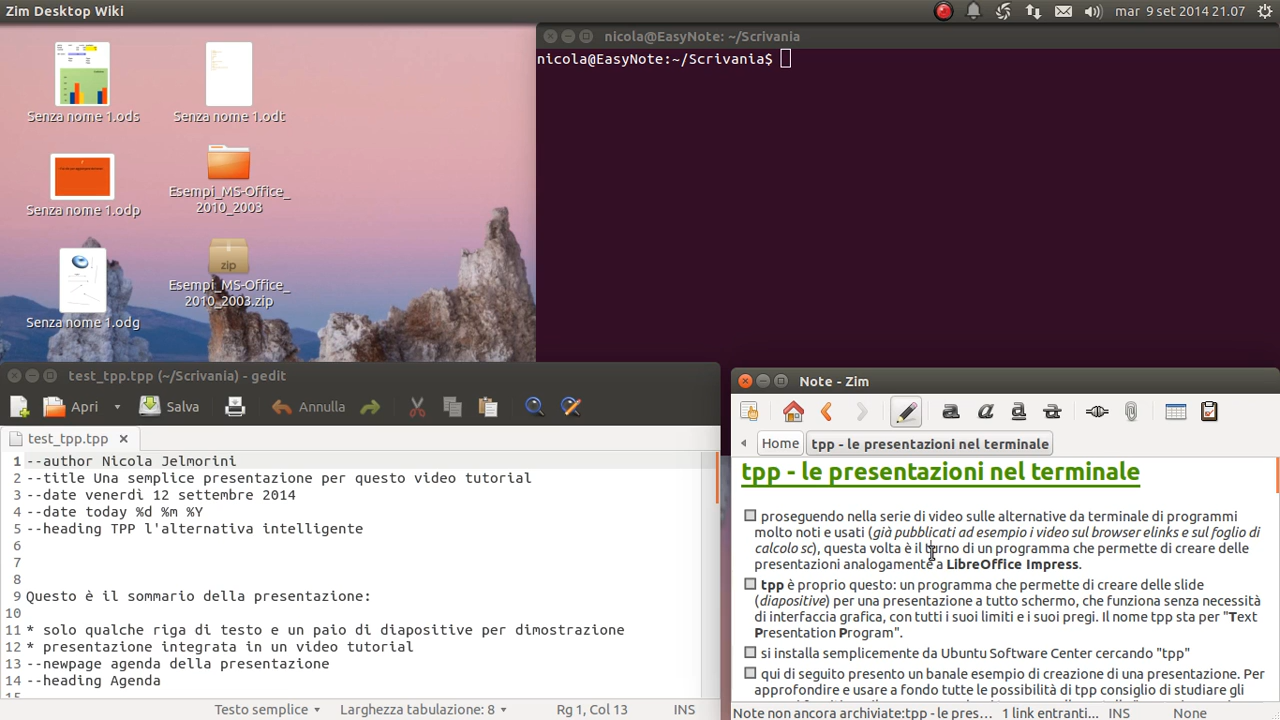 Zim Desktop Wiki
mar 9 set 2014 21.07
Senza nome 1.ods
Senza nome 1.odt
Senza nome 1.odp
Esempi_MS-Office_
2010_2003
zip
Esempi_MS-Office_
2010_2003.zip
Senza nome 1.odg
nicola@EasyNote: ~/Scrivania
nicola@EasyNote:~/Scrivania$
test_tpp.tpp (~/Scrivania) - gedit
Apri
Salva
Annulla
test_tpp.tpp
1 --author Nicola Jelmorini
2 --title Una semplice presentazione per questo video tutorial
3 --date venerdì 12 settembre 2014
4 --date today %d %m %Y
5 --heading TPP l'alternativa intelligente
6
7
8
9 Questo è il sommario della presentazione:
10
11 * solo qualche riga di testo e un paio di diapositive per dimostrazione
12 * presentazione integrata in un video tutorial
13 --newpage agenda della presentazione
14 --heading Agenda
15
Testo semplice
Larghezza tabulazione: 8
Rg 1, Col 13
INS
Note - Zim
a a a a
Home
tpp - le presentazioni nel terminale
tpp - le presentazioni nel terminale
proseguendo nella serie di video sulle alternative da terminale di programmi
molto noti e usati (già pubblicati ad esempio i video sul browser elinks e sul foglio di
calcolo sc), questa volta è il turno di un programma che permette di creare delle
presentazioni analogamente a LibreOffice Impress.
tpp è proprio questo: un programma che permette di creare delle slide
(diapositive) per una presentazione a tutto schermo, che funziona senza necessità
di interfaccia grafica, con tutti i suoi limiti e i suoi pregi. Il nome tpp sta per "Text
Presentation Program".
si installa semplicemente da Ubuntu Software Center cercando "tpp"
qui di seguito presento un banale esempio di creazione di una presentazione. Per
approfondire e usare a fondo tutte le possibilità di tpp consiglio di studiare gli
Note non ancora archiviate:tpp - le pres...
1 link entranti...
INS
None